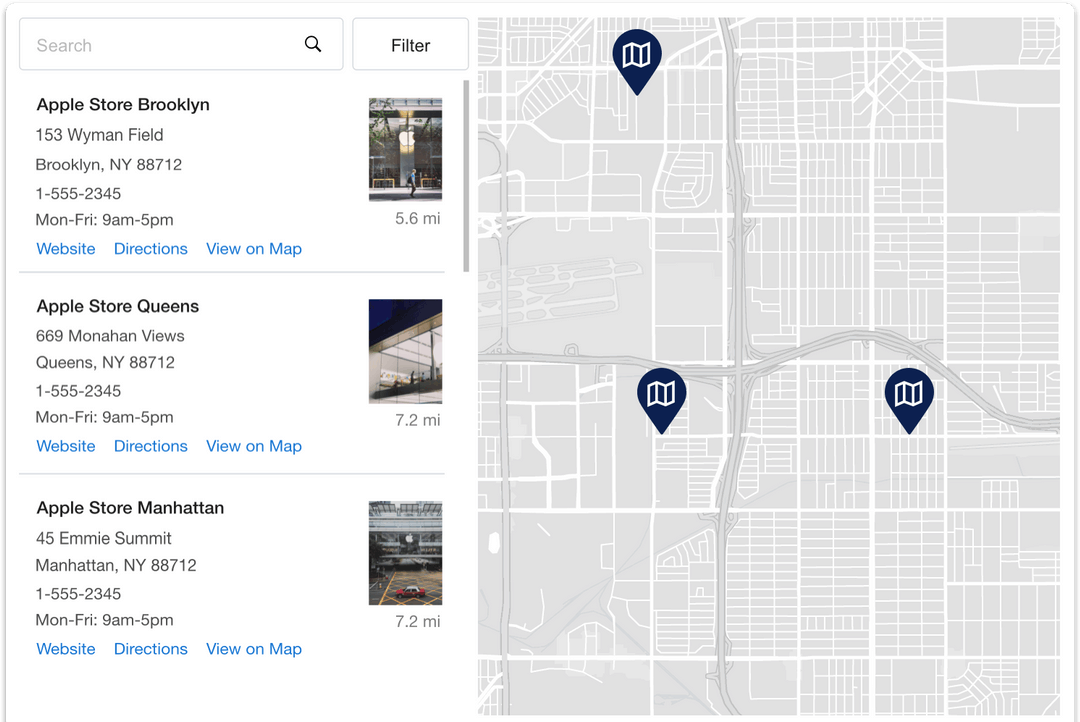 Search
Filter
Apple Store Brooklyn
153 Wyman Field
Brooklyn, NY 88712
1-555-2345
Mon-Fri: 9am-5pm
5.6 mi
Website Directions View on Map
Apple Store Queens
669 Monahan Views
Queens, NY 88712
1-555-2345
Mon-Fri: 9am-5pm
7.2 mi
Website Directions View on Map
Apple Store Manhattan
45 Emmie Summit
Manhattan, NY 88712
1-555-2345
Mon-Fri: 9am-5pm
7.2 mi
Website Directions View on Map